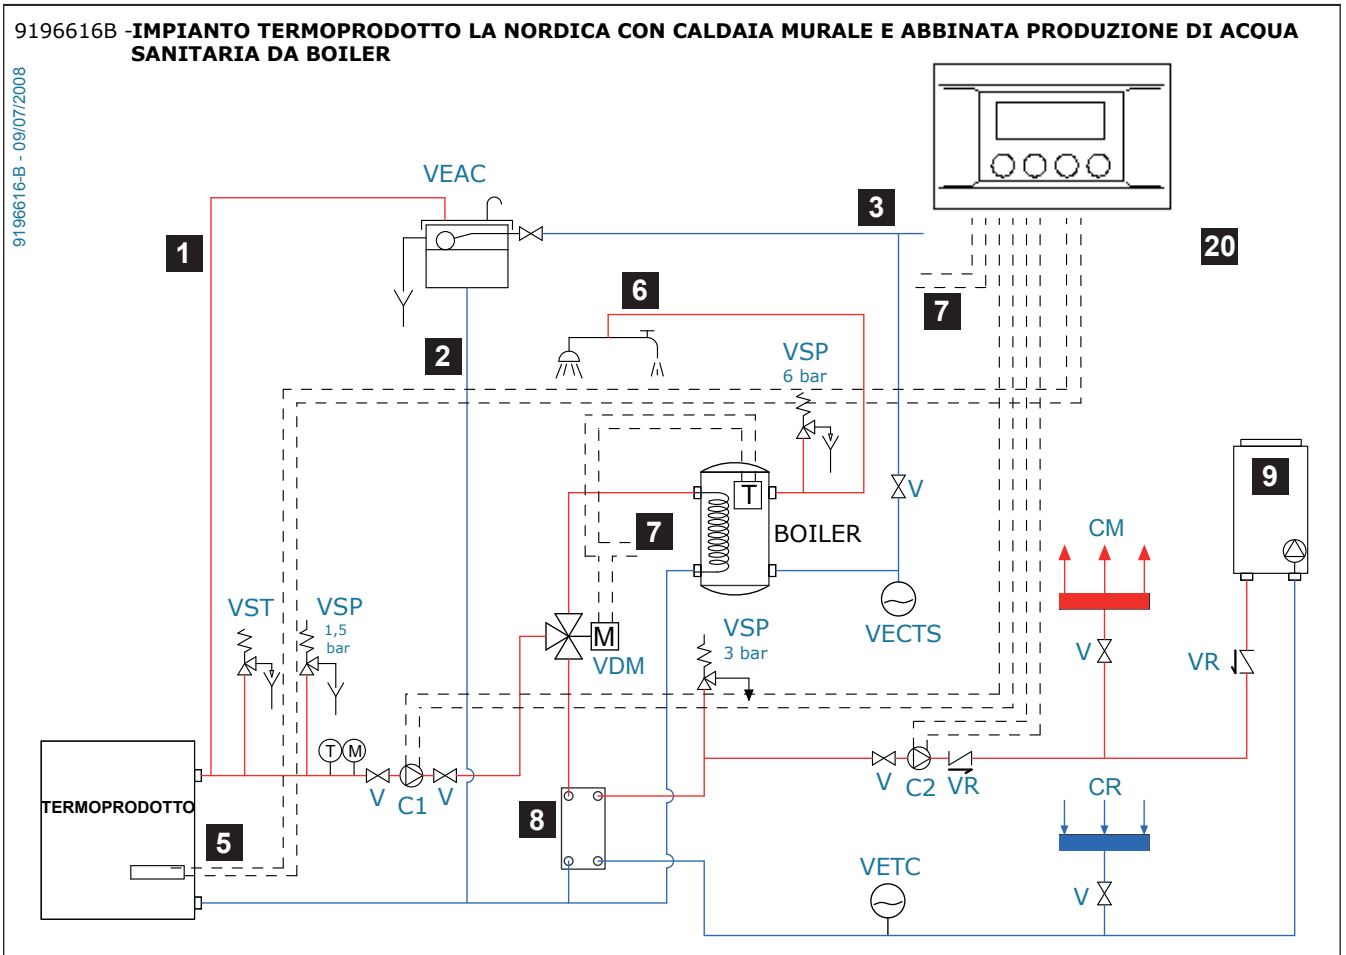 9196616B -IMPIANTO TERMOPRODOTTO LA NORDICA CON CALDAIA MURALE E ABBINATA PRODUZIONE DI ACQUA
SANITARIA DA BOILER
9196616-B - 09/07/2008
VEAC
3
1
20
6
7
2
VSP
6 bar
9
T
V
7
BOILER
CM
VST
VSP
1,5
bar
VSP
3 bar
VECTS
M
VDM
V
VR
T
M
V
C1
V
V
C2
VR
CR
TERMOPRODOTTO
8
5
VETC
V